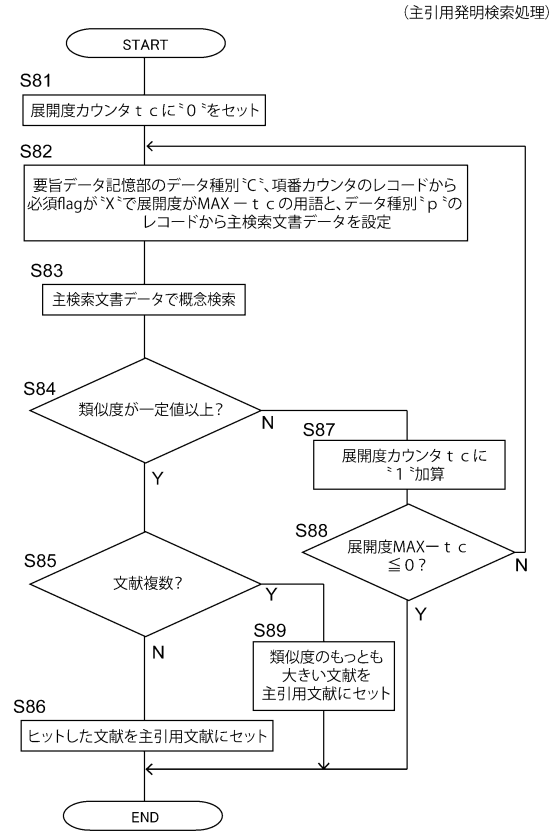 （主引用発明検索処理）
START
S81
展開度カウンタｔｃに〝０〞をセット
S82
要旨データ記憶部のデータ種別〝C〞、項番カウンタのレコードから
必須flagが〝X〞で展開度がMAX－ｔｃの用語と、データ種別〝p〞の
レコードから主検索文書データを設定
S83
主検索文書データで概念検索
S84
類似度が一定値以上？
N
Y
S87
展開度カウンタｔｃに
〝１〞加算
S88
展開度MAX－ｔｃ
≦０？
N
Y
S85
文献複数？
Y
N
S89
類似度のもっとも
大きい文献を
主引用文献にセット
S86
ヒットした文献を主引用文献にセット
END